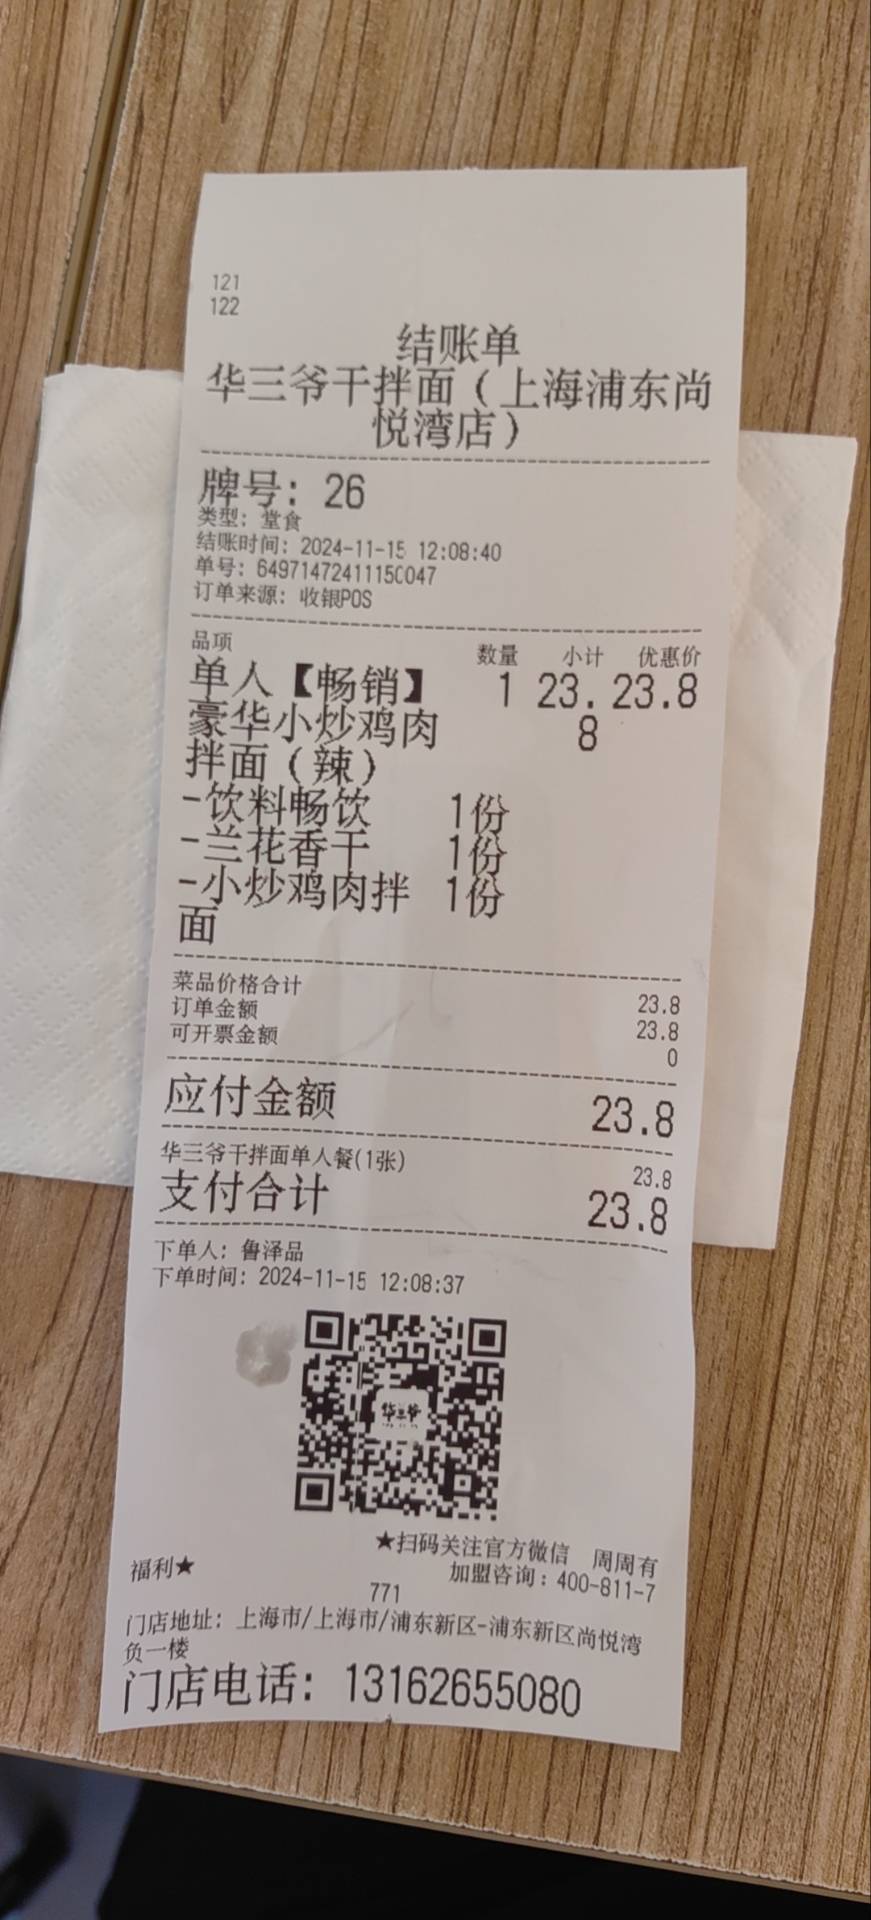 121
122
结账单
华三爷干拌面（上海浦东尚
悦湾店）
牌号: 26
类型: 堂食
结账时间: 2024-11-15 12:08:40
单号: 64971472411150047
订单来源: 收银POS
品项 数量 小计 优惠价
单人【畅销】 1 23. 23.8
豪华小炒鸡肉 8
拌面（辣）
-饮料畅饮 1份
-兰花香干 1份
-小炒鸡肉拌 1份
面
菜品价格合计 23.8
订单金额 23.8
可开票金额 0
应付金额 23.8
华三爷干拌面单人餐(1张) 23.8
支付合计 23.8
下单人: 鲁泽品
下单时间: 2024-11-15 12:08:37
华三爷
★扫码关注官方微信 周周有
福利★ 加盟咨询: 400-811-7
771
门店地址: 上海市/上海市/浦东新区-浦东新区尚悦湾
负一楼
门店电话: 13162655080